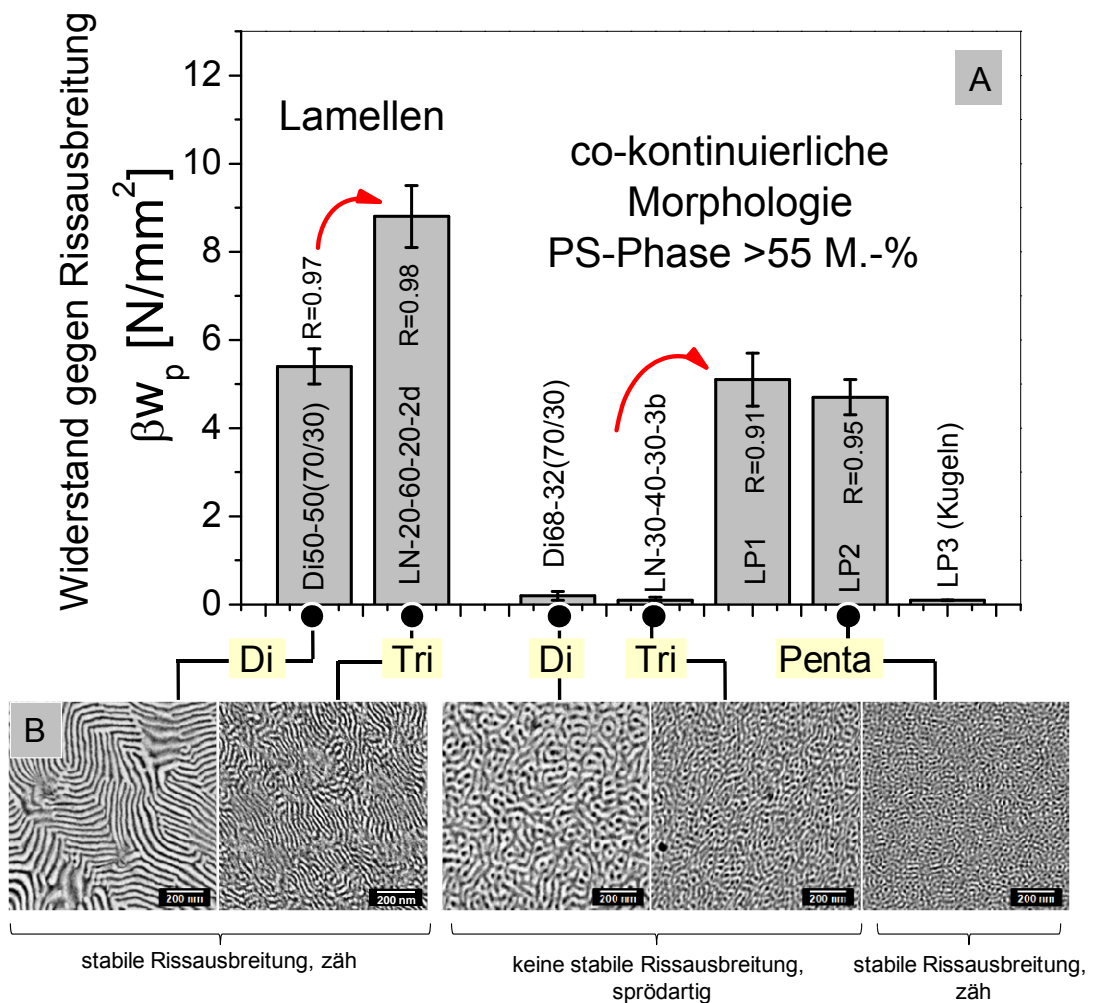 Widerstand gegen Rissausbreitung
βwp [N/mm²]
12
10
8
6
4
2
0
A
Lamellen
co-kontinuierliche
Morphologie
PS-Phase >55 M.-%
Di50-50(70/30)
R=0.97
LN-20-60-20-2d
R=0.98
Di68-32(70/30)
LN-30-40-30-3b
LP1
R=0.91
LP2
R=0.95
LP3 (Kugeln)
Di
Tri
Di
Tri
Penta
B
200 nm
200 nm
200 nm
200 nm
200 nm
stabile Rissausbreitung, zäh
keine stabile Rissausbreitung,
sprödartig
stabile Rissausbreitung,
zäh